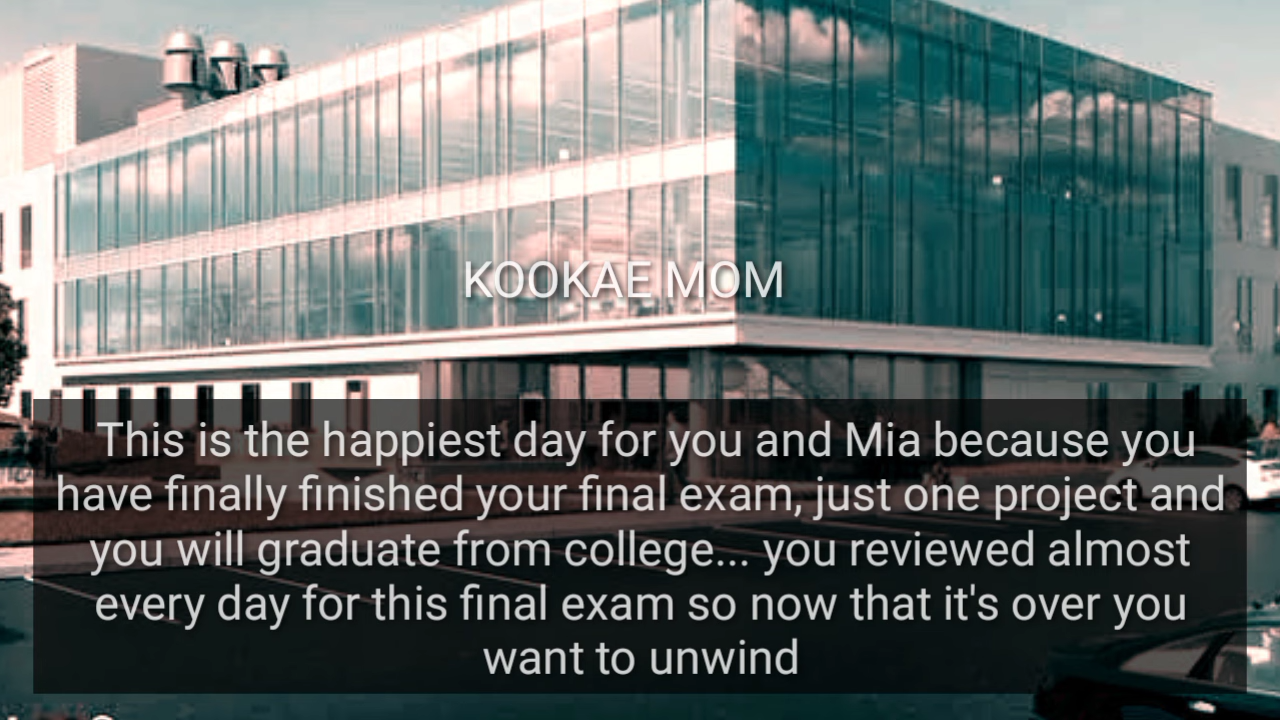 KOOKAE MOM
This is the happiest day for you and Mia because you
have finally finished your final exam, just one project and
you will graduate from college... you reviewed almost
every day for this final exam so now that it's over you
want to unwind